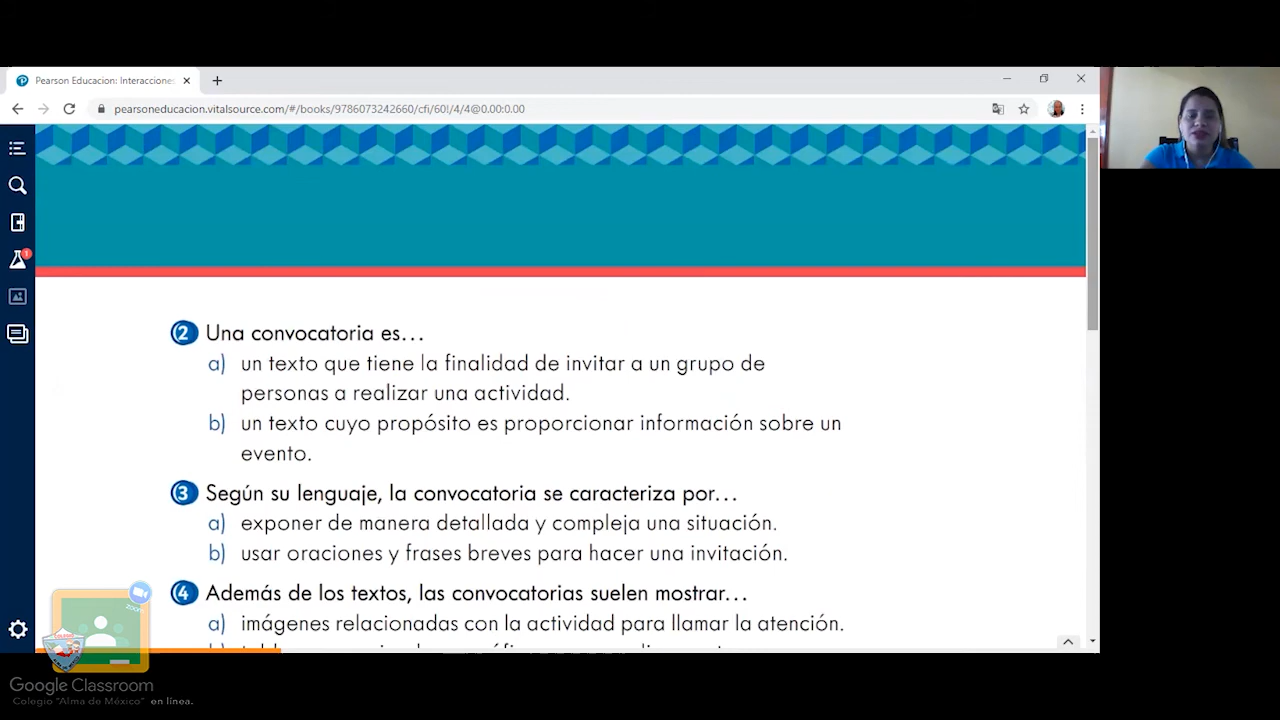 Pearson Educacion: Interacciones
pearsoneducacion.vitalsource.com/#/books/9786073242660/cfi/60!/4/4@0.00:0.00
1
2 Una convocatoria es...
a) un texto que tiene la finalidad de invitar a un grupo de
personas a realizar una actividad.
b) un texto cuyo propósito es proporcionar información sobre un
evento.
3 Según su lenguaje, la convocatoria se caracteriza por...
a) exponer de manera detallada y compleja una situación.
b) usar oraciones y frases breves para hacer una invitación.
4 Además de los textos, las convocatorias suelen mostrar...
a) imágenes relacionadas con la actividad para llamar la atención.
zoom
Google Classroom
Colegio "Alma de México" en línea.